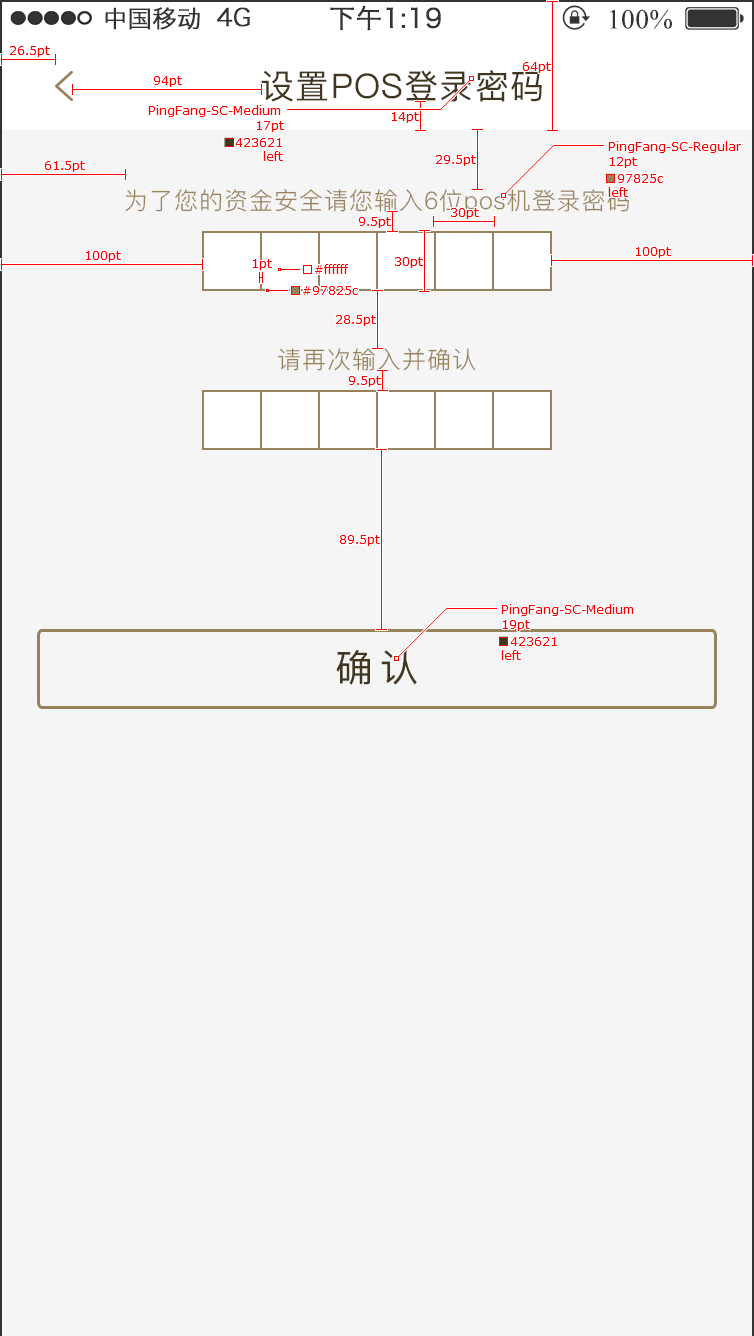 中国移动 4G 下午1:19 100%
26.5pt
64pt
94pt
设置POS登录密码
PingFang-SC-Medium
17pt
423621
left
14pt
29.5pt
PingFang-SC-Regular
12pt
97825c
left
61.5pt
为了您的资金安全请您输入6位pos机登录密码
9.5pt
30pt
100pt
100pt
1pt
#ffffff
30pt
#97825c
28.5pt
请再次输入并确认
9.5pt
89.5pt
PingFang-SC-Medium
19pt
423621
left
确 认